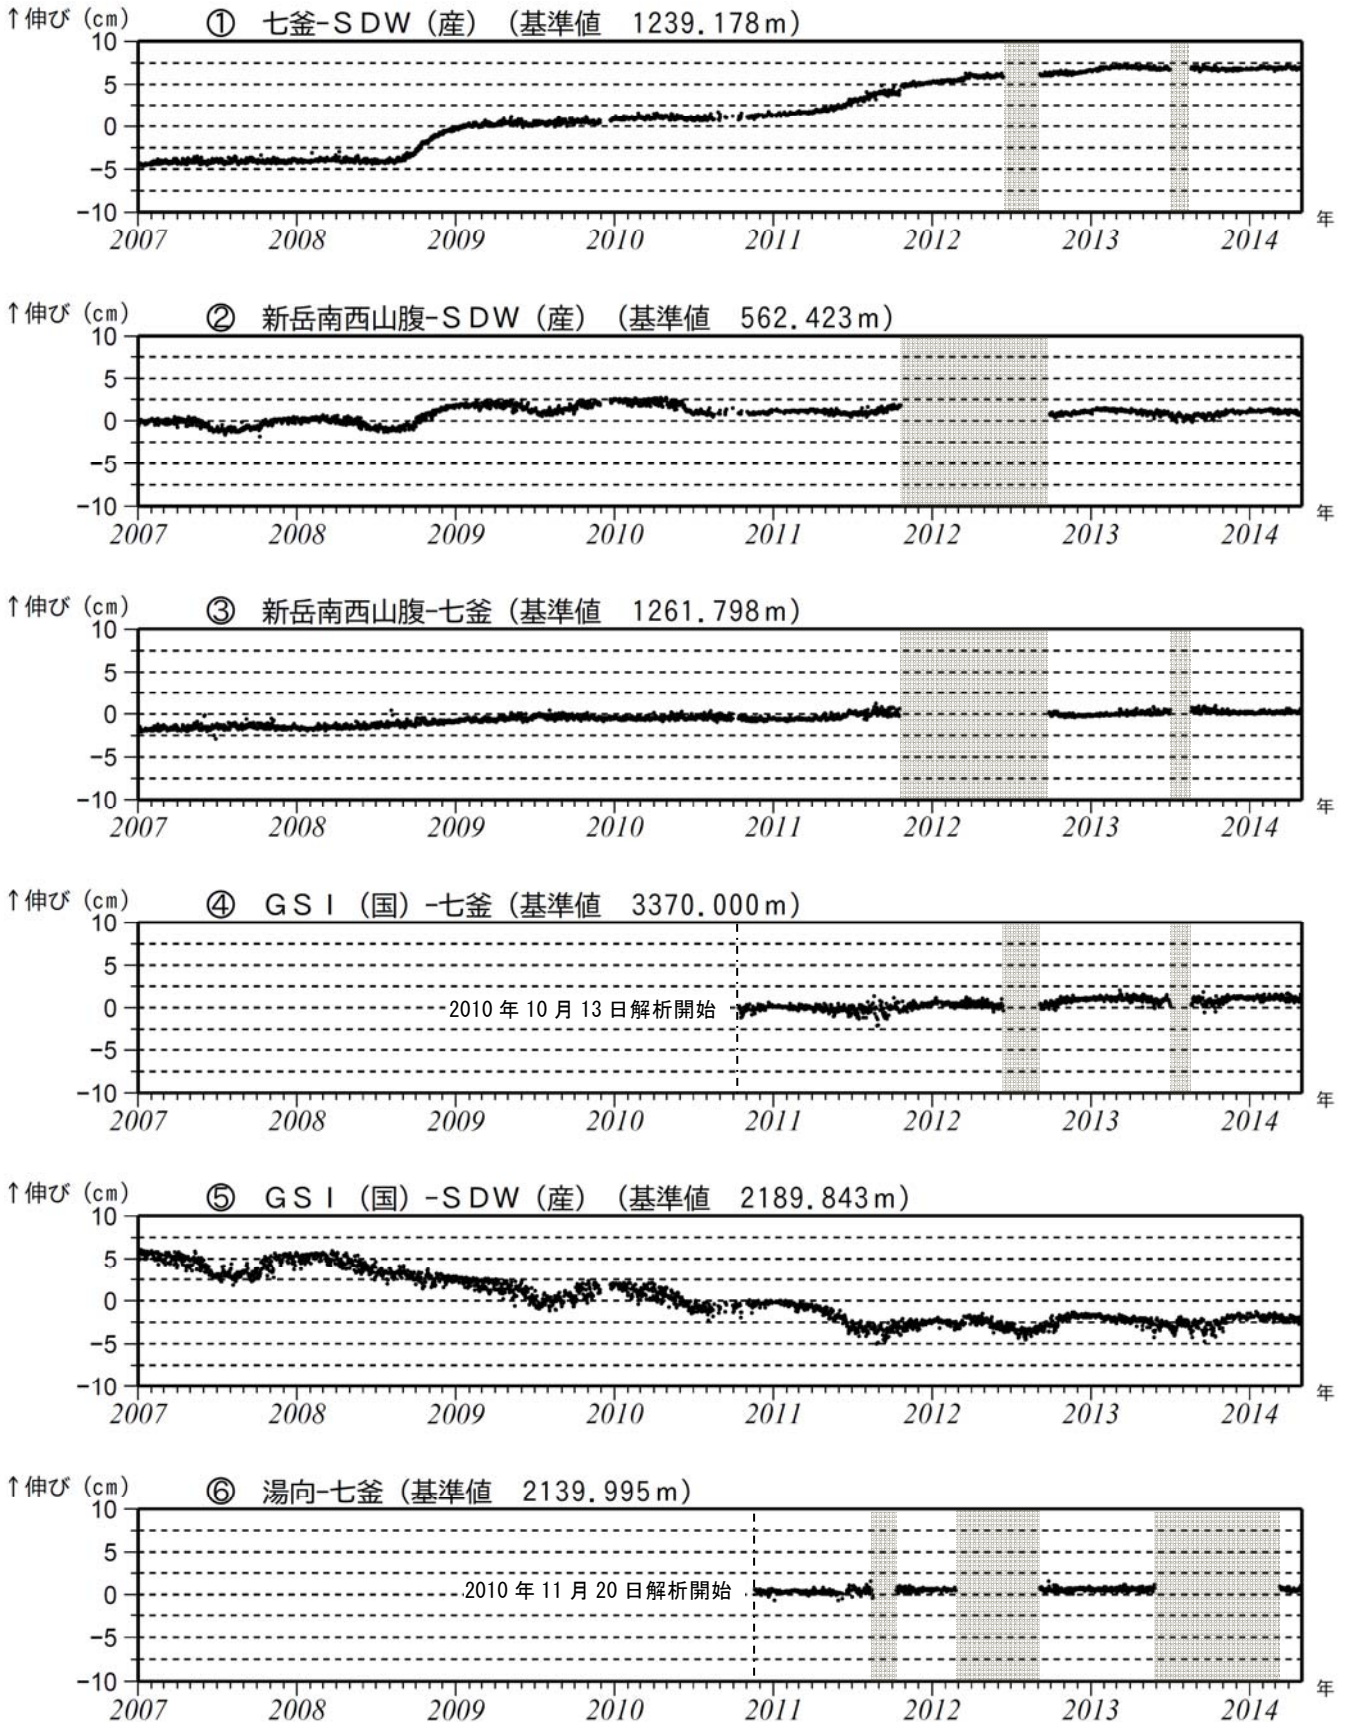 ↑伸び（cm） ① 七釜-ＳＤＷ（産）（基準値　1239.178m）
10
5
0
-5
-10
2007 2008 2009 2010 2011 2012 2013 2014 年
↑伸び（cm） ② 新岳南西山腹-ＳＤＷ（産）（基準値　562.423m）
10
5
0
-5
-10
2007 2008 2009 2010 2011 2012 2013 2014 年
↑伸び（cm） ③ 新岳南西山腹-七釜（基準値　1261.798m）
10
5
0
-5
-10
2007 2008 2009 2010 2011 2012 2013 2014 年
↑伸び（cm） ④ ＧＳＩ（国）-七釜（基準値　3370.000m）
10
5
0 2010年10月13日解析開始
-5
-10
2007 2008 2009 2010 2011 2012 2013 2014 年
↑伸び（cm） ⑤ ＧＳＩ（国）-ＳＤＷ（産）（基準値　2189.843m）
10
5
0
-5
-10
2007 2008 2009 2010 2011 2012 2013 2014 年
↑伸び（cm） ⑥ 湯向-七釜（基準値　2139.995m）
10
5
0 2010年11月20日解析開始
-5
-10
2007 2008 2009 2010 2011 2012 2013 2014 年